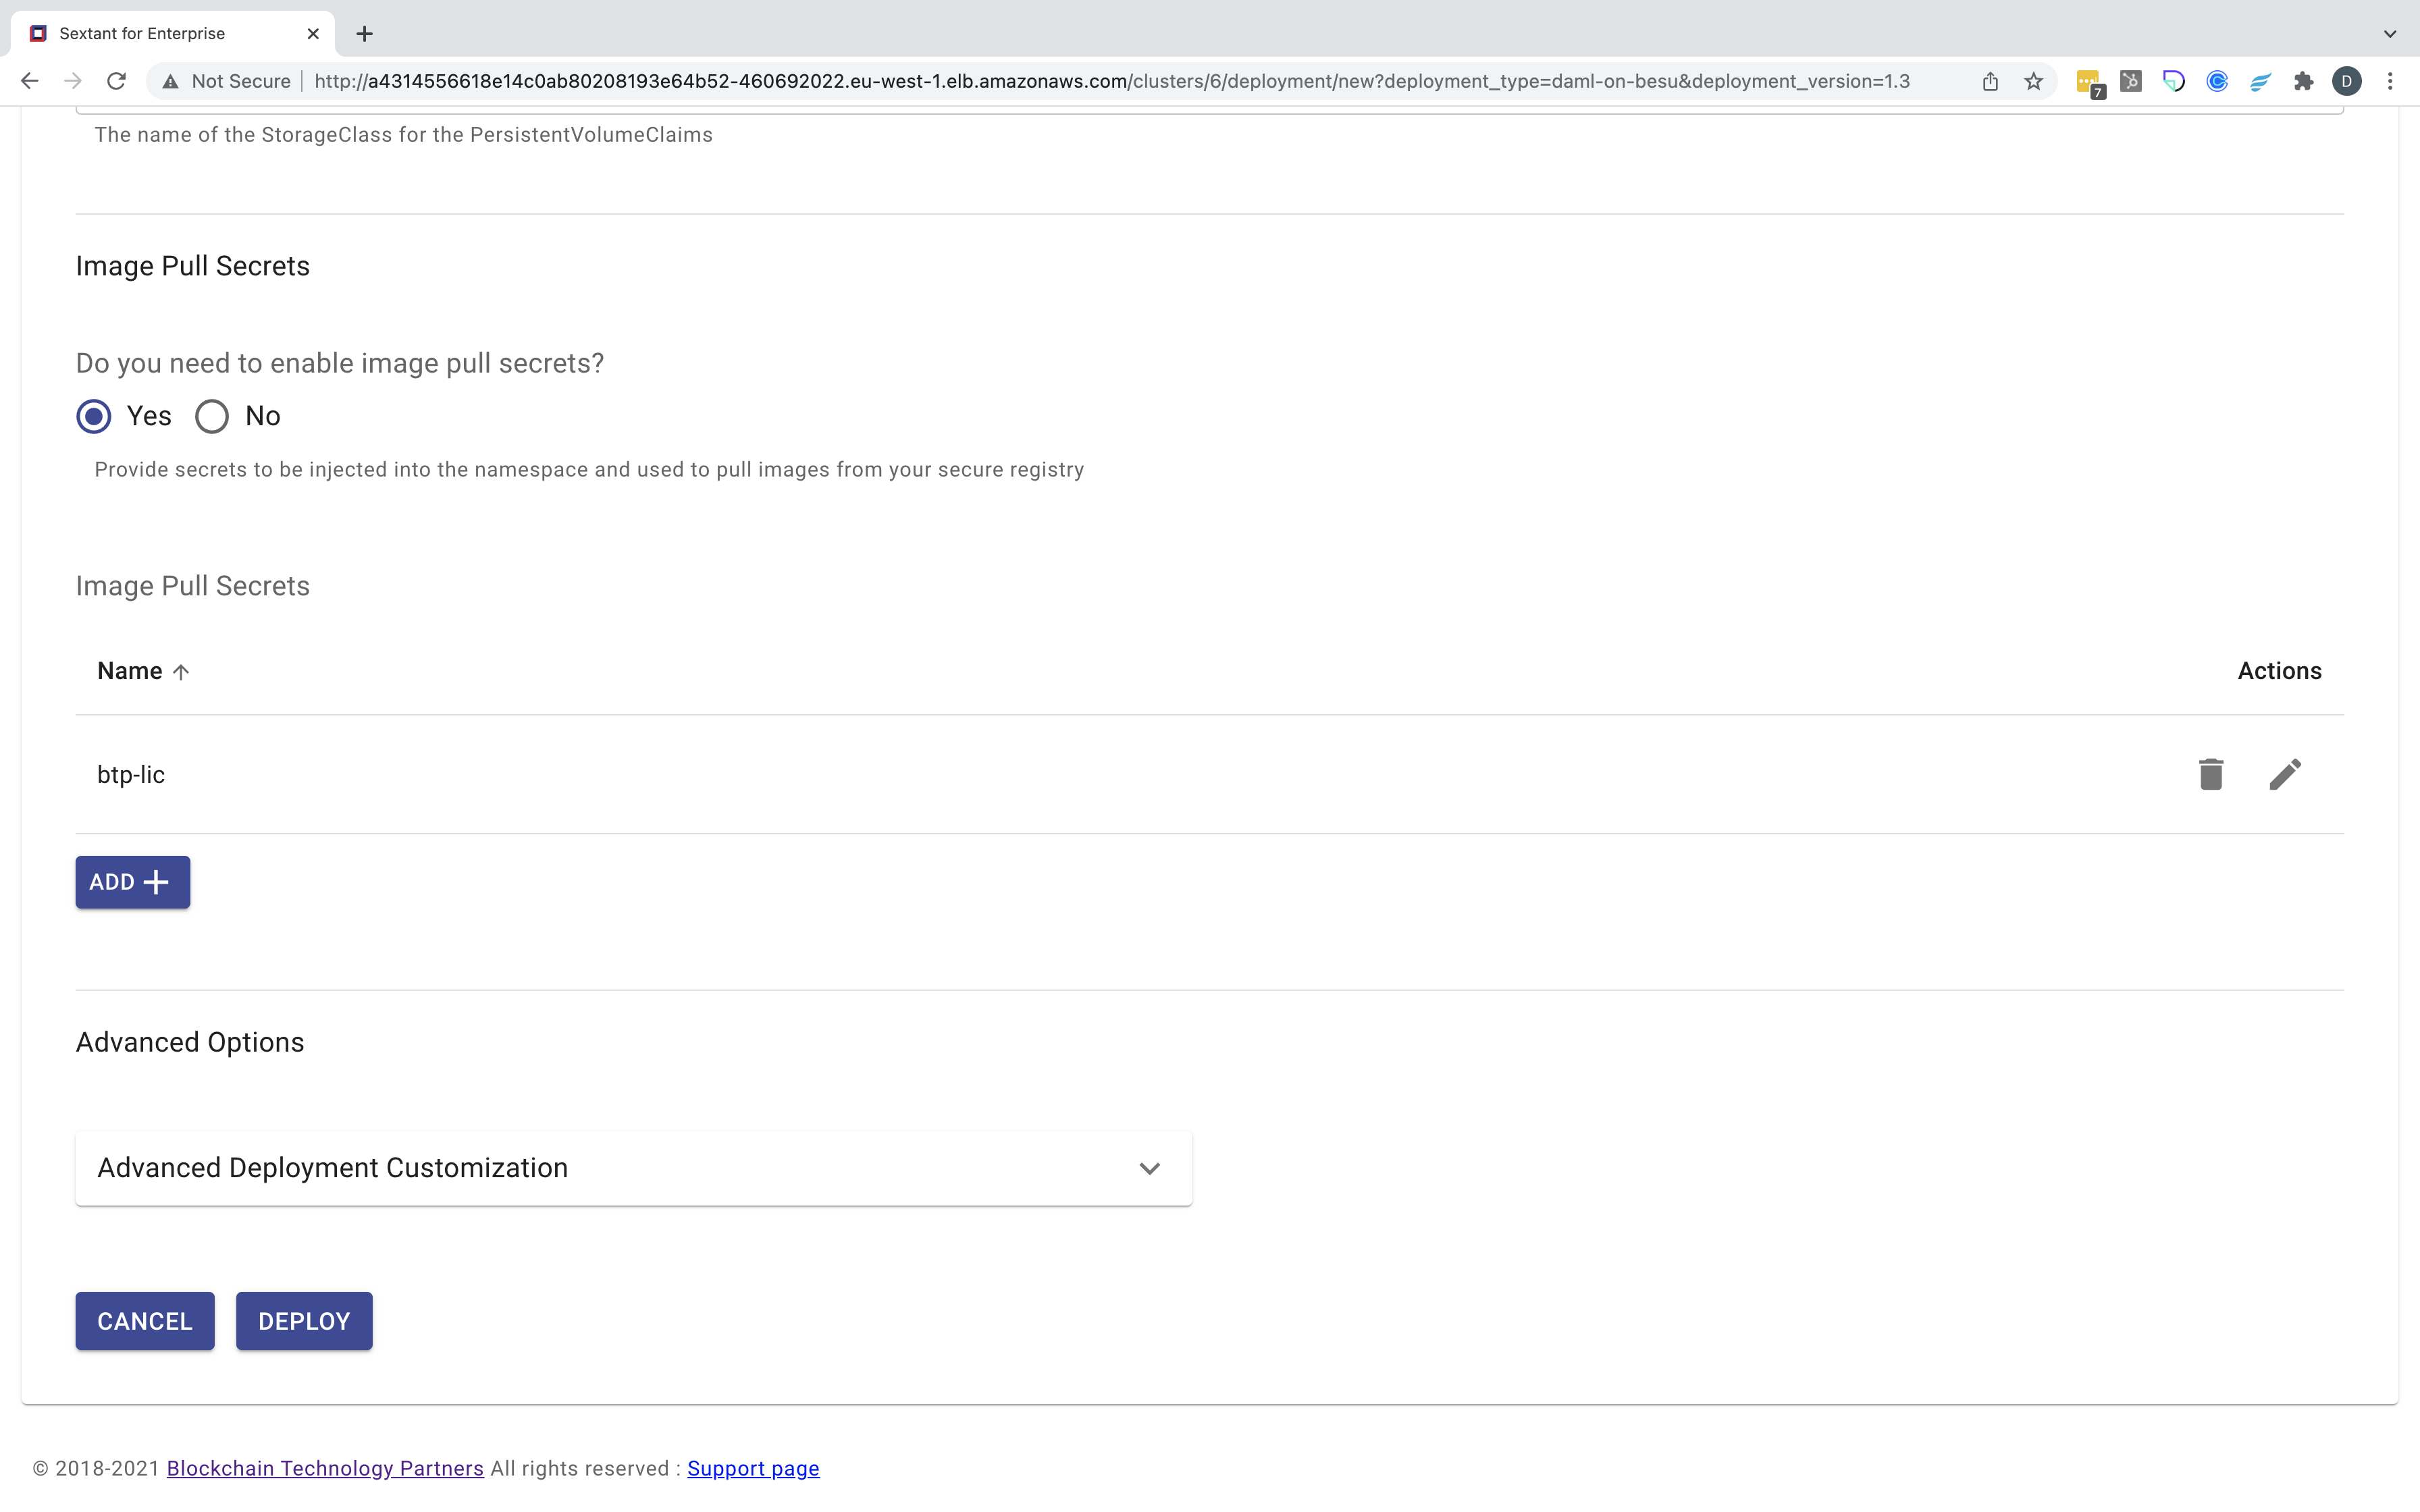 Sextant for Enterprise
Not Secure http://a4314556618e14c0ab80208193e64b52-460692022.eu-west-1.elb.amazonaws.com/clusters/6/deployment/new?deployment_type=daml-on-besu&deployment_version=1.3
7
D
The name of the StorageClass for the PersistentVolumeClaims
Image Pull Secrets
Do you need to enable image pull secrets?
Yes No
Provide secrets to be injected into the namespace and used to pull images from your secure registry
Image Pull Secrets
Name Actions
btp-lic
ADD
Advanced Options
Advanced Deployment Customization
CANCEL DEPLOY
© 2018-2021 Blockchain Technology Partners All rights reserved : Support page